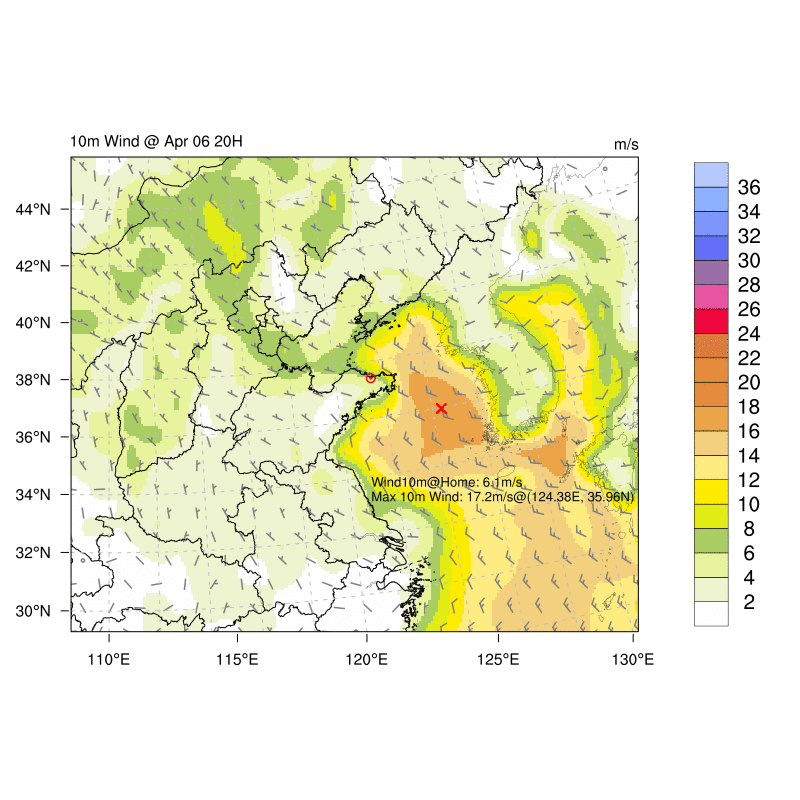 10m Wind @ Apr 06 20H
m/s
44°N
42°N
40°N
38°N
36°N
34°N
32°N
30°N
110°E
115°E
120°E
125°E
130°E
Wind10m@Home: 6.1m/s
Max 10m Wind: 17.2m/s@(124.38E, 35.96N)
36
34
32
30
28
26
24
22
20
18
16
14
12
10
8
6
4
2